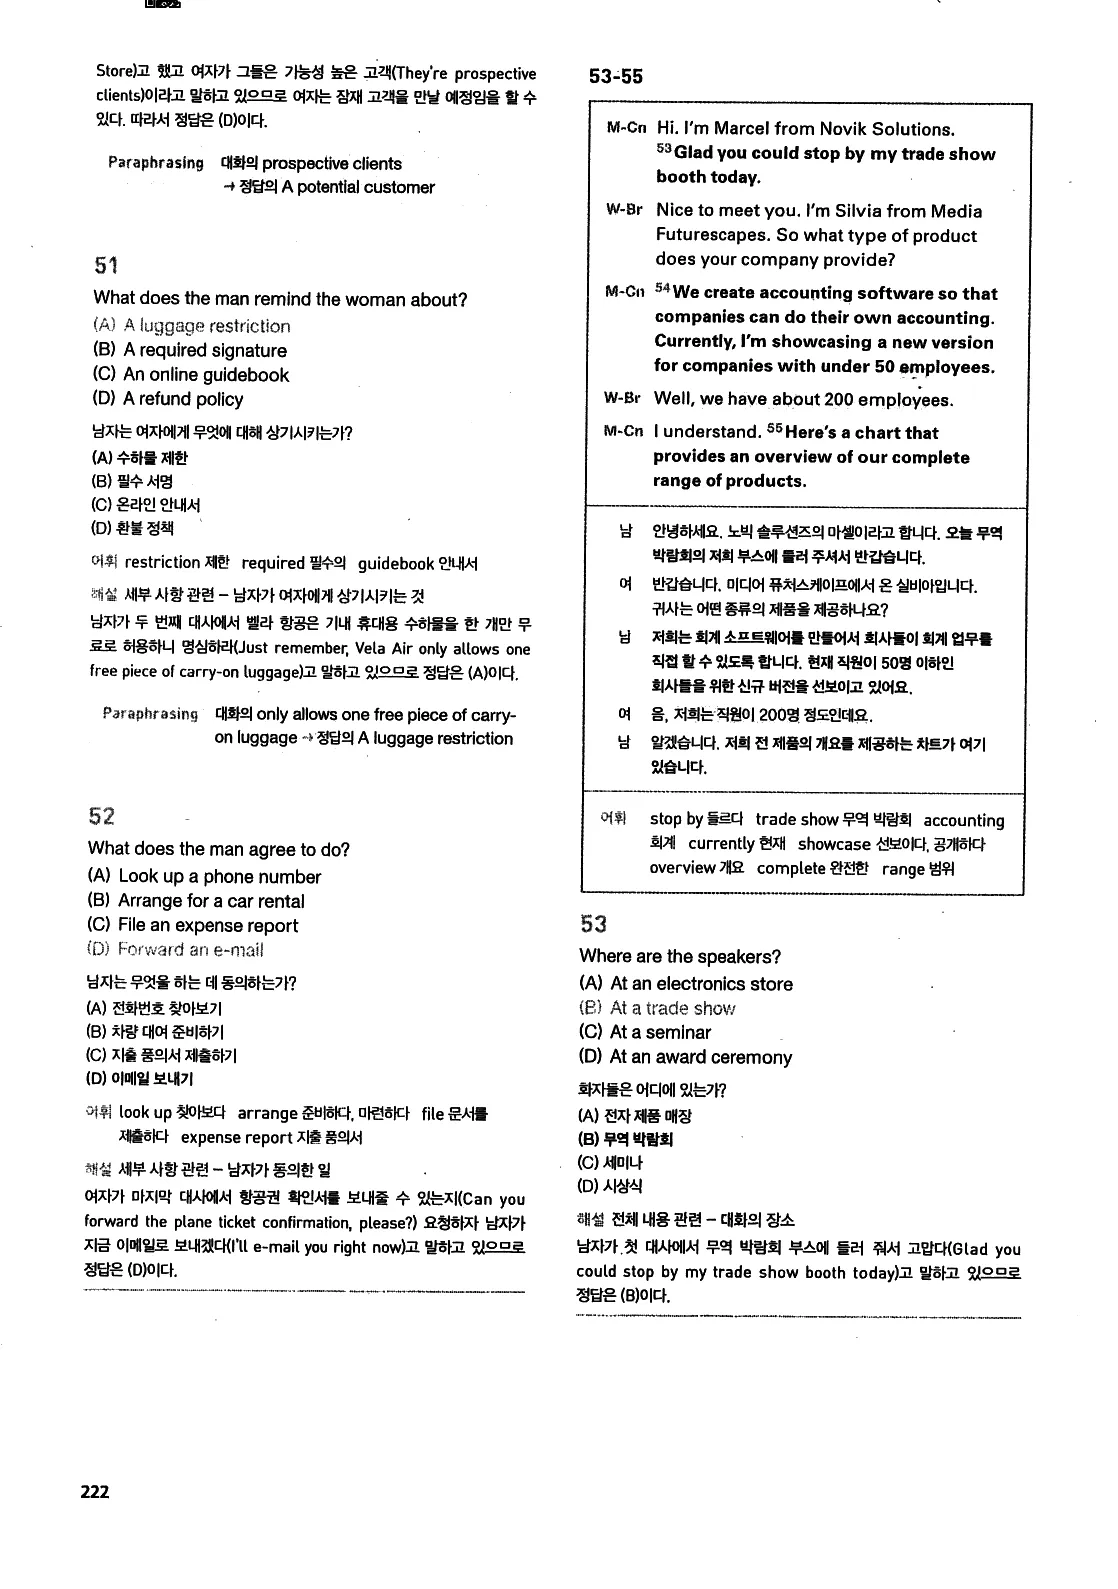 Store)고 했고 여자가 그들은 가능성 높은 고객(They're prospective
clients)이라고 말하고 있으므로 여자는 잠재 고객을 만날 예정임을 알 수
있다. 따라서 정답은 (D)이다.
Paraphrasing 대화의 prospective clients
→ 정답의 A potential customer
51
What does the man remind the woman about?
(A) A luggage restriction
(B) A required signature
(C) An online guidebook
(D) A refund policy
남자는 여자에게 무엇에 대해 상기시키는가?
(A) 수하물 제한
(B) 필수 서명
(C) 온라인 안내서
(D) 환불 정책
어휘 restriction 제한 required 필수의 guidebook 안내서
해설 세부 사항 관련 – 남자가 여자에게 상기시키는 것
남자가 두 번째 대사에서 벨라 항공은 기내 휴대용 수하물을 한 개만 무
료로 허용하니 명심하라(Just remember, Vela Air only allows one
free piece of carry-on luggage)고 말하고 있으므로 정답은 (A)이다.
Paraphrasing 대화의 only allows one free piece of carry-
on luggage → 정답의 A luggage restriction
52
What does the man agree to do?
(A) Look up a phone number
(B) Arrange for a car rental
(C) File an expense report
(D) Forward an e-mail
남자는 무엇을 하는 데 동의하는가?
(A) 전화번호 찾아보기
(B) 차량 대여 준비하기
(C) 지출 품의서 제출하기
(D) 이메일 보내기
어휘 look up 찾아보다 arrange 준비하다, 마련하다 file 문서를
제출하다 expense report 지출 품의서
해설 세부 사항 관련 – 남자가 동의한 일
여자가 마지막 대사에서 항공권 확인서를 보내줄 수 있는지(Can you
forward the plane ticket confirmation, please?) 요청하자 남자가
지금 이메일로 보내겠다(I'll e-mail you right now)고 말하고 있으므로
정답은 (D)이다.
222
53-55
M-Cn Hi. I'm Marcel from Novik Solutions.
53Glad you could stop by my trade show
booth today.
W-Br Nice to meet you. I'm Silvia from Media
Futurescapes. So what type of product
does your company provide?
M-Cn 54We create accounting software so that
companies can do their own accounting.
Currently, I'm showcasing a new version
for companies with under 50 employees.
W-Br Well, we have about 200 employees.
M-Cn I understand. 55Here's a chart that
provides an overview of our complete
range of products.
남 안녕하세요. 노빅 솔루션즈의 마셀이라고 합니다. 오늘 무역
박람회의 저희 부스에 들러 주셔서 반갑습니다.
여 반갑습니다. 미디어 퓨처스케이프에서 온 실비아입니다.
귀사는 어떤 종류의 제품을 제공하나요?
남 저희는 회계 소프트웨어를 만들어서 회사들이 회계 업무를
직접 할 수 있도록 합니다. 현재 직원이 50명 이하인
회사들을 위한 신규 버전을 선보이고 있어요.
여 음, 저희는 직원이 200명 정도인데요.
남 알겠습니다. 저희 전 제품의 개요를 제공하는 차트가 여기
있습니다.
어휘 stop by 들르다 trade show 무역 박람회 accounting
회계 currently 현재 showcase 선보이다, 공개하다
overview 개요 complete 완전한 range 범위
53
Where are the speakers?
(A) At an electronics store
(B) At a trade show
(C) At a seminar
(D) At an award ceremony
화자들은 어디에 있는가?
(A) 전자 제품 매장
(B) 무역 박람회
(C) 세미나
(D) 시상식
해설 전체 내용 관련 – 대화의 장소
남자가 첫 대사에서 무역 박람회 부스에 들러 줘서 고맙다(Glad you
could stop by my trade show booth today)고 말하고 있으므로
정답은 (B)이다.